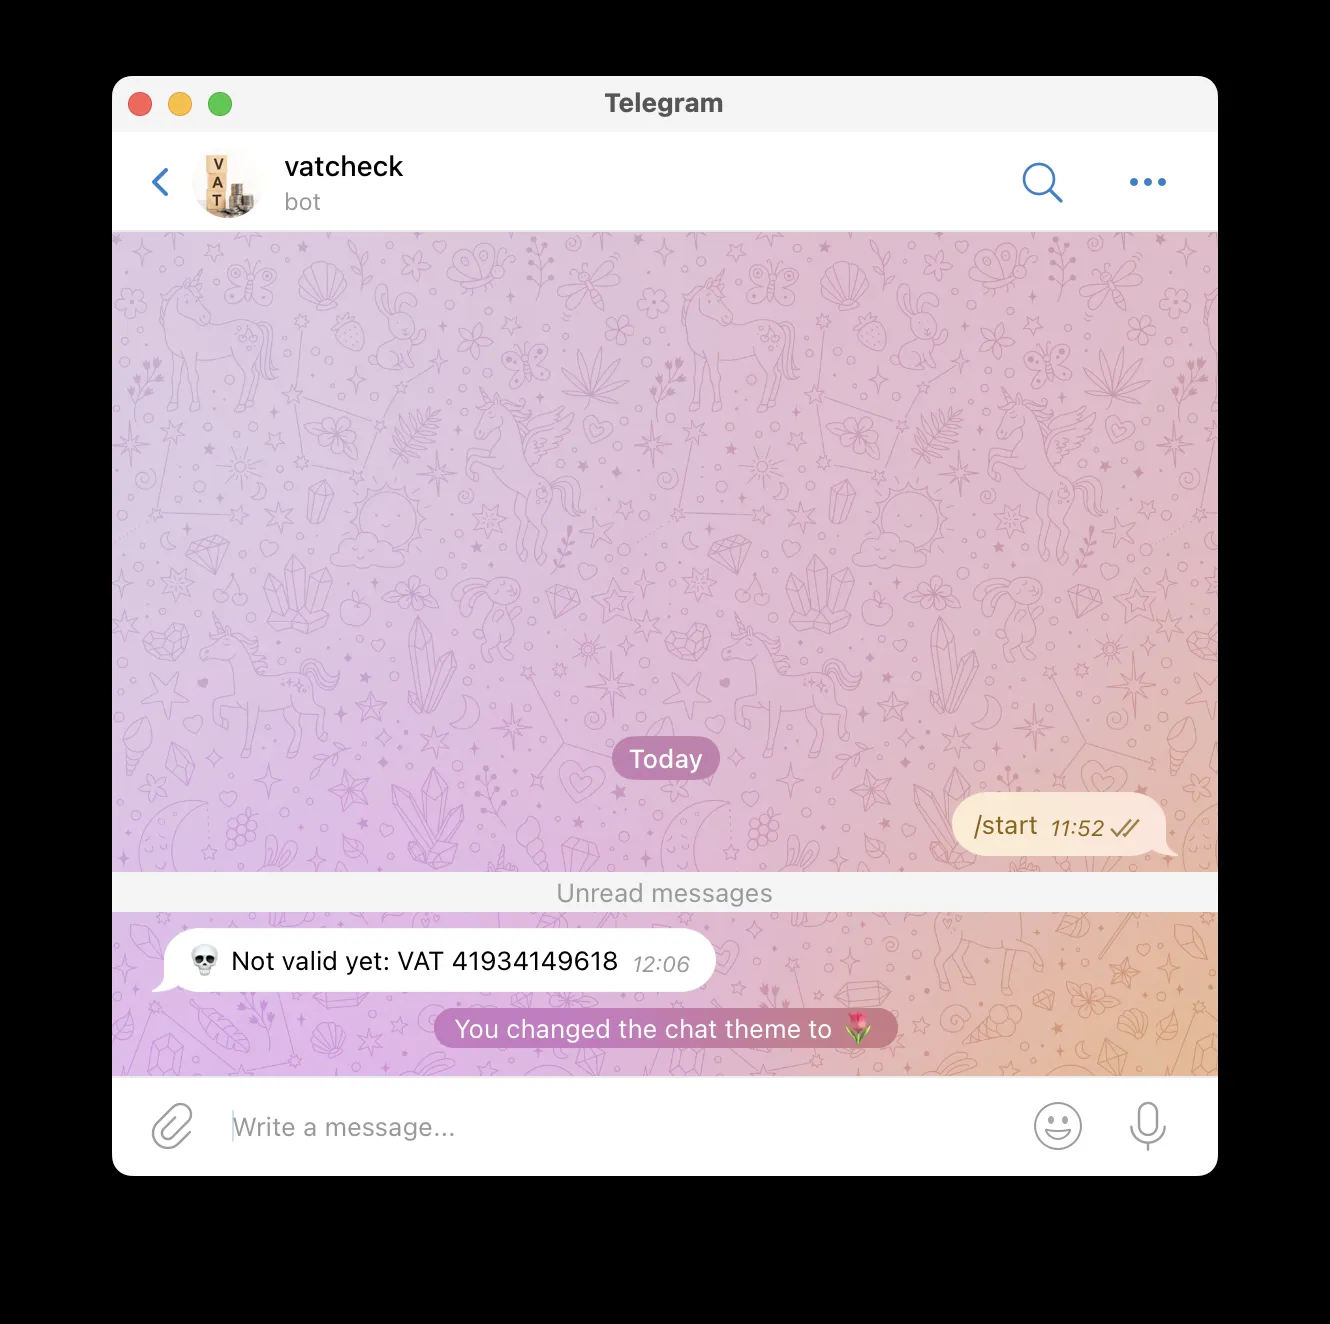 Telegram
V
A
T
vatcheck
bot
Today
/start 11:52
Unread messages
💀 Not valid yet: VAT 41934149618 12:06
You changed the chat theme to 🌷
Write a message...